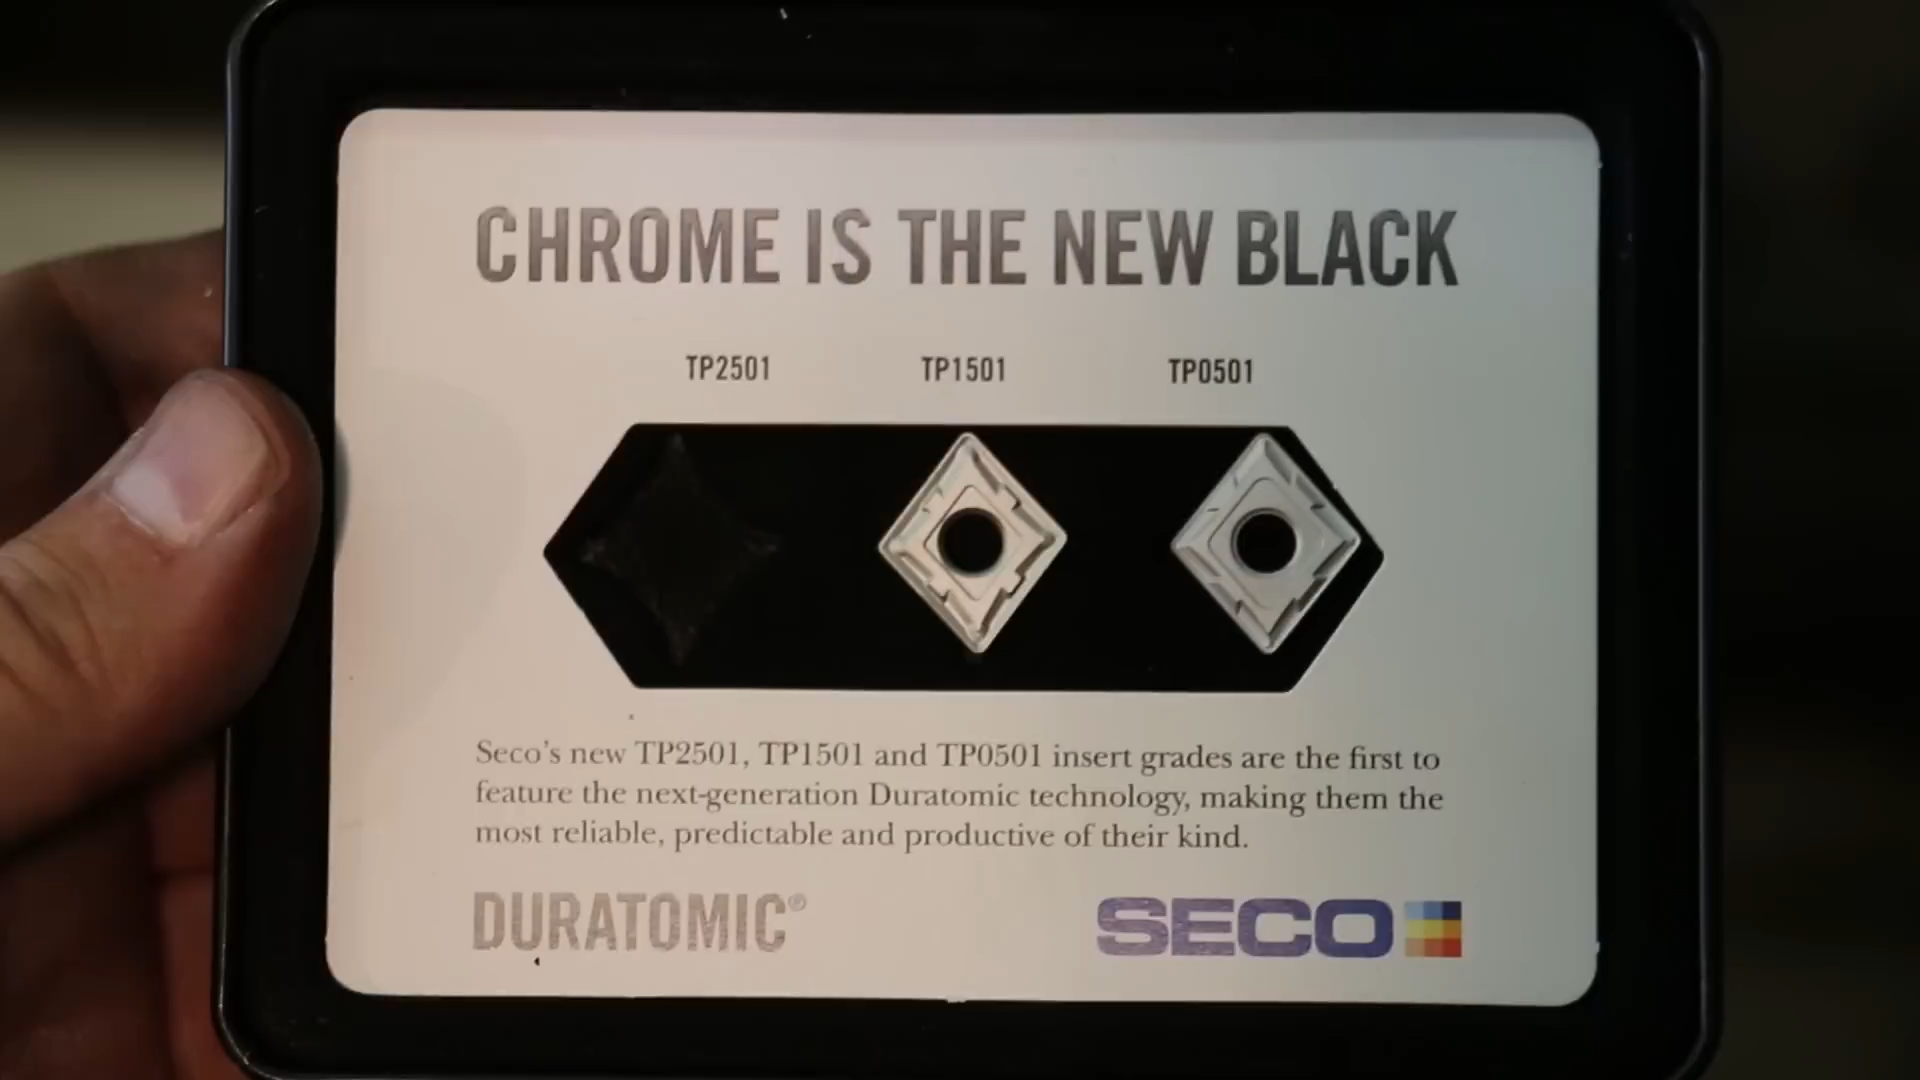 CHROME IS THE NEW BLACK
TP2501 TP1501 TP0501
Seco's new TP2501, TP1501 and TP0501 insert grades are the first to
feature the next-generation Duratomic technology, making them the
most reliable, predictable and productive of their kind.
DURATOMIC® SECO